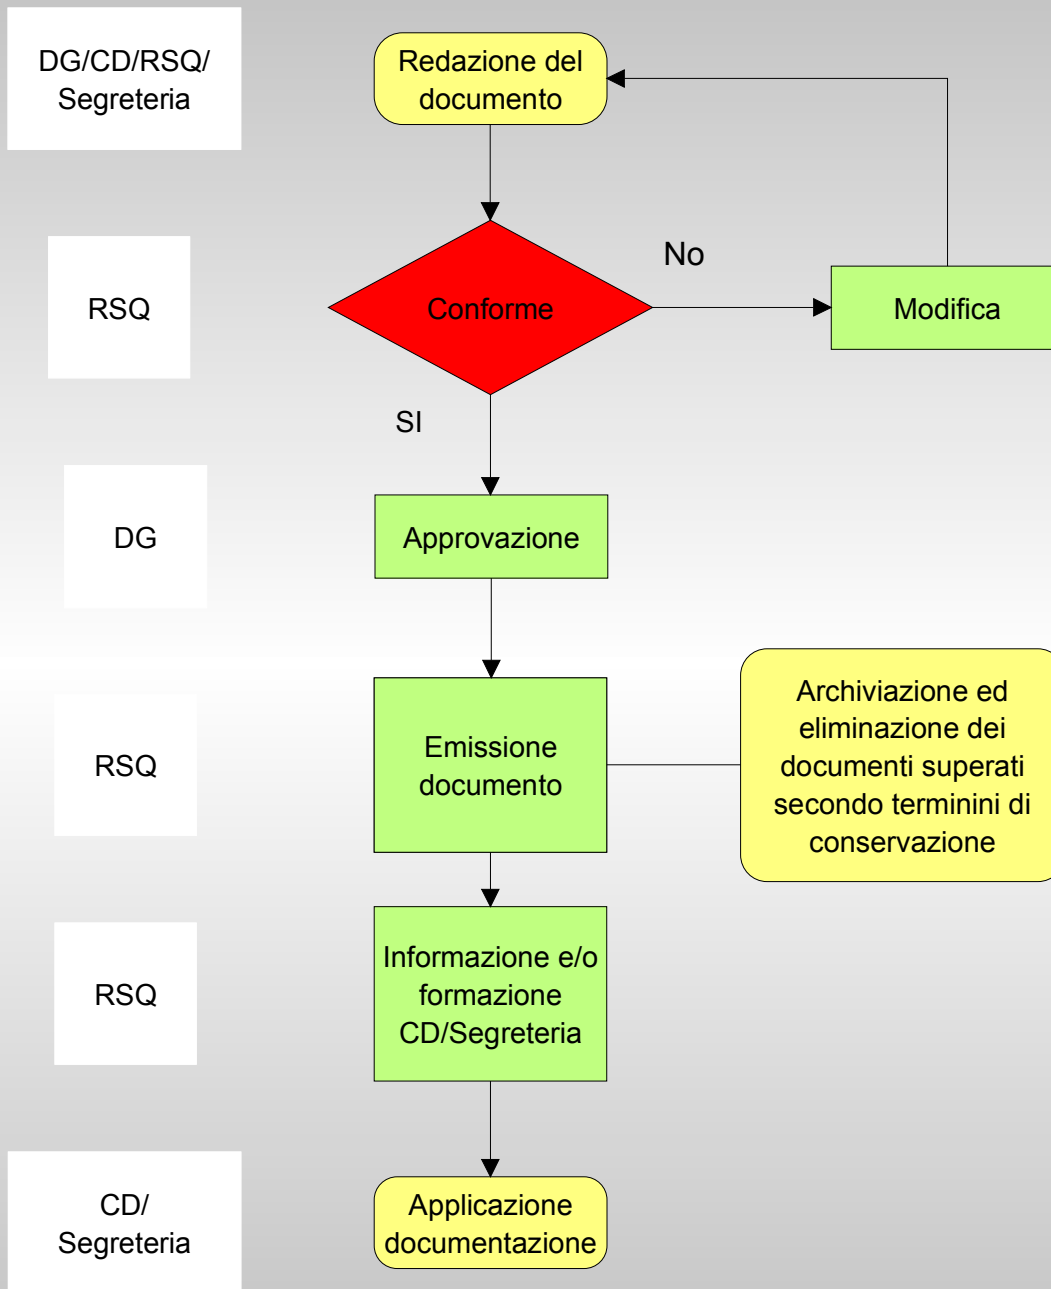 DG/CD/RSQ/
Segreteria
Redazione del
documento
RSQ
Conforme
No
Modifica
SI
DG
Approvazione
RSQ
Emissione
documento
Archiviazione ed
eliminazione dei
documenti superati
secondo terminini di
conservazione
RSQ
Informazione e/o
formazione
CD/Segreteria
CD/
Segreteria
Applicazione
documentazione